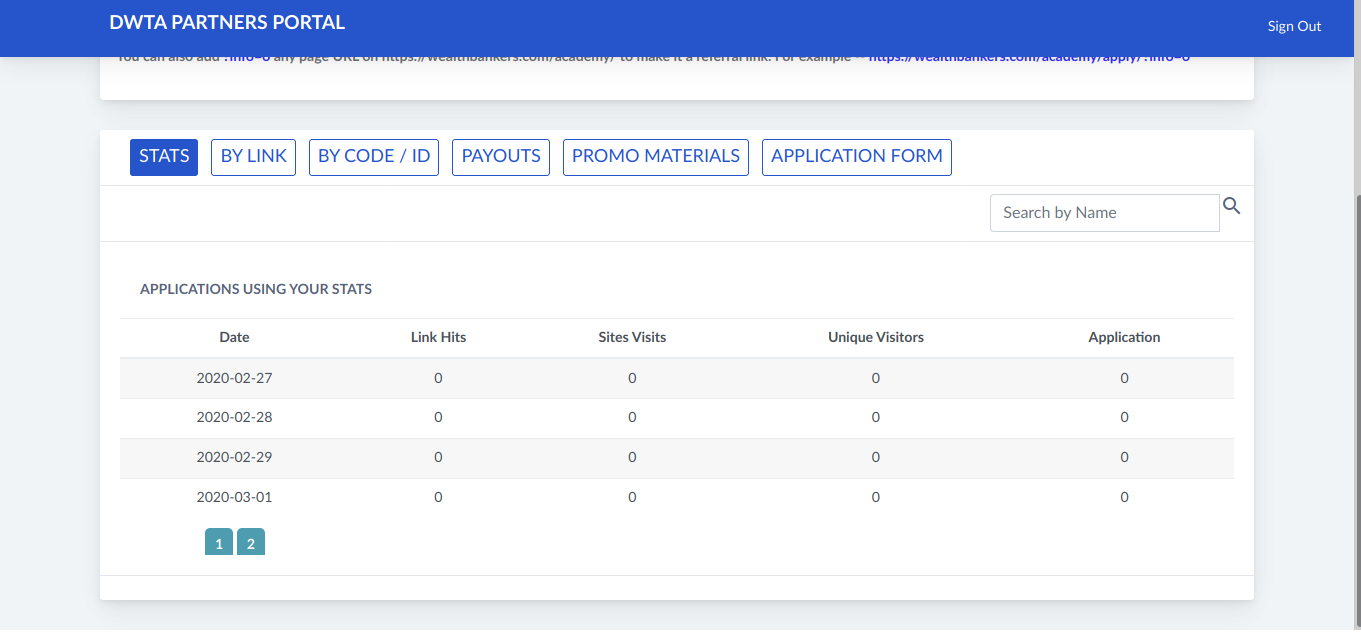 DWTA PARTNERS PORTAL
Sign Out
You can also add ?info=6 any page URL on https://wealthbankers.com/academy/ to make it a referral link. For example -- https://wealthbankers.com/academy/apply/?info=6
STATS BY LINK BY CODE / ID PAYOUTS PROMO MATERIALS APPLICATION FORM
Search by Name
APPLICATIONS USING YOUR STATS
Date Link Hits Sites Visits Unique Visitors Application
2020-02-27 0 0 0 0
2020-02-28 0 0 0 0
2020-02-29 0 0 0 0
2020-03-01 0 0 0 0
1 2